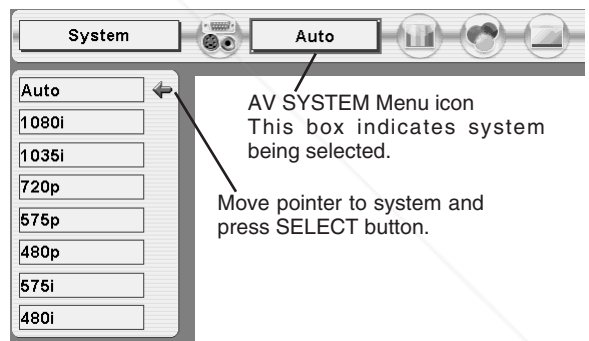 System
Auto
Auto
1080i
1035i
720p
575p
480p
575i
480i
AV SYSTEM Menu icon
This box indicates system
being selected.
Move pointer to system and
press SELECT button.